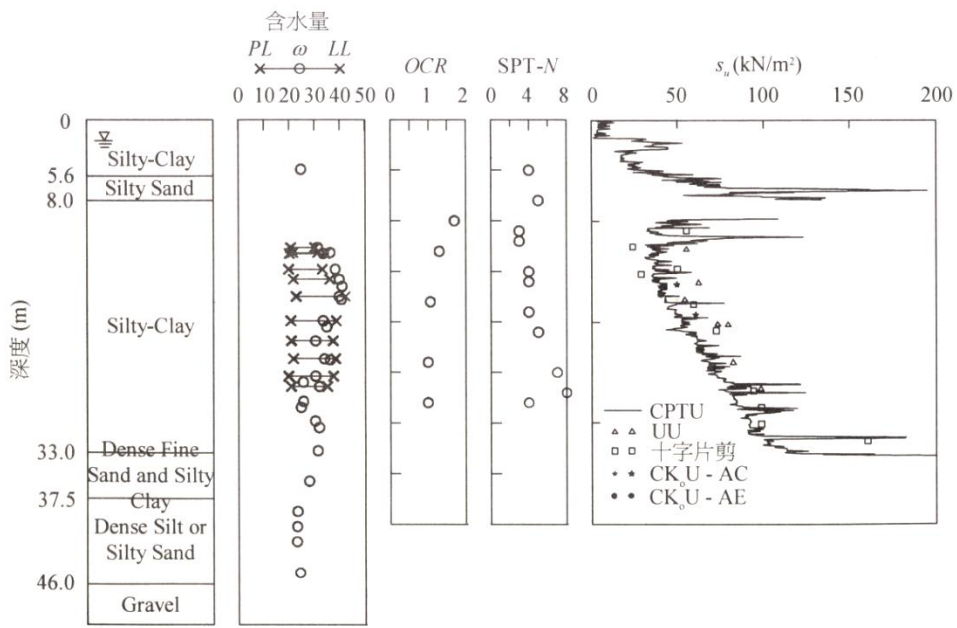 含水量
PL ω LL
0 10 20 30 40 50
OCR
0 1 2
SPT-N
0 4 8
s_u (kN/m²)
0 50 100 150 200
深度 (m)
0
5.6
8.0
33.0
37.5
46.0
Silty-Clay
Silty Sand
Silty-Clay
Dense Fine
Sand and Silty
Clay
Dense Silt or
Silty Sand
Gravel
CPTU
UU
十字片剪
CK₀U - AC
CK₀U - AE